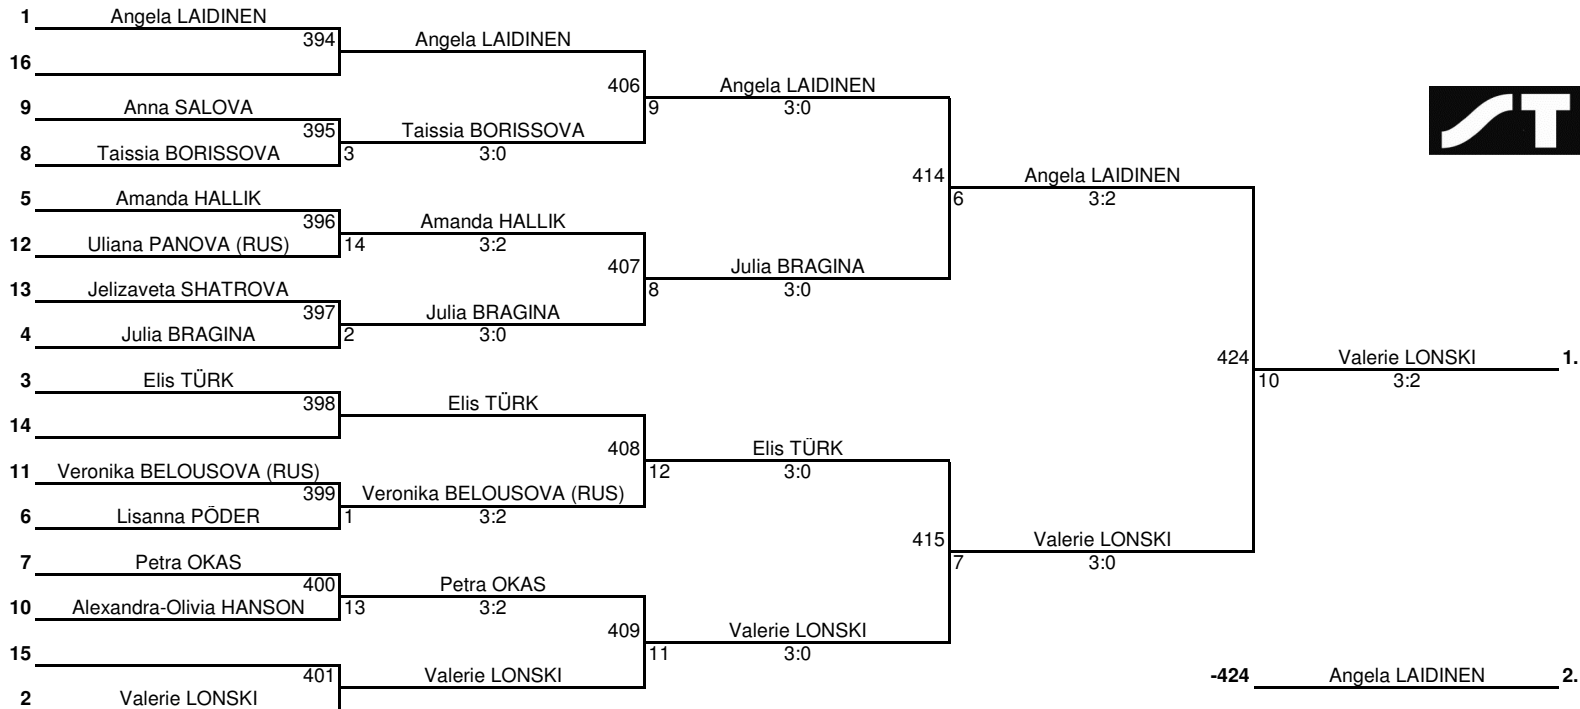 1 Angela LAIDINEN
394 Angela LAIDINEN
16
406 Angela LAIDINEN
9 Anna SALOVA 9 3:0
395 Taissia BORISSOVA
8 Taissia BORISSOVA 3 3:0
ST
414 Angela LAIDINEN
5 Amanda HALLIK 6 3:2
396 Amanda HALLIK
12 Uliana PANOVA (RUS) 14 3:2
407 Julia BRAGINA
13 Jelizaveta SHATROVA 8 3:0
397 Julia BRAGINA
4 Julia BRAGINA 2 3:0
424 Valerie LONSKI 1.
3 Elis TÜRK 10 3:2
398 Elis TÜRK
14
408 Elis TÜRK
11 Veronika BELOUSOVA (RUS) 12 3:0
399 Veronika BELOUSOVA (RUS)
6 Lisanna PÕDER 1 3:2
415 Valerie LONSKI
7 Petra OKAS 7 3:0
400 Petra OKAS
10 Alexandra-Olivia HANSON 13 3:2
409 Valerie LONSKI
15 11 3:0
401 Valerie LONSKI -424 Angela LAIDINEN 2.
2 Valerie LONSKI